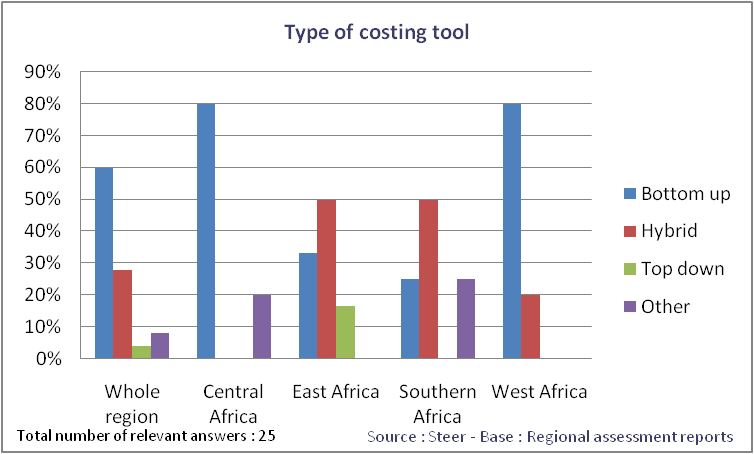 Type of costing tool
90%
80%
70%
60%
50%
40%
30%
20%
10%
0%
Bottom up
Hybrid
Top down
Other
Whole region
Central Africa
East Africa
Southern Africa
West Africa
Total number of relevant answers : 25
Source : Steer - Base : Regional assessment reports